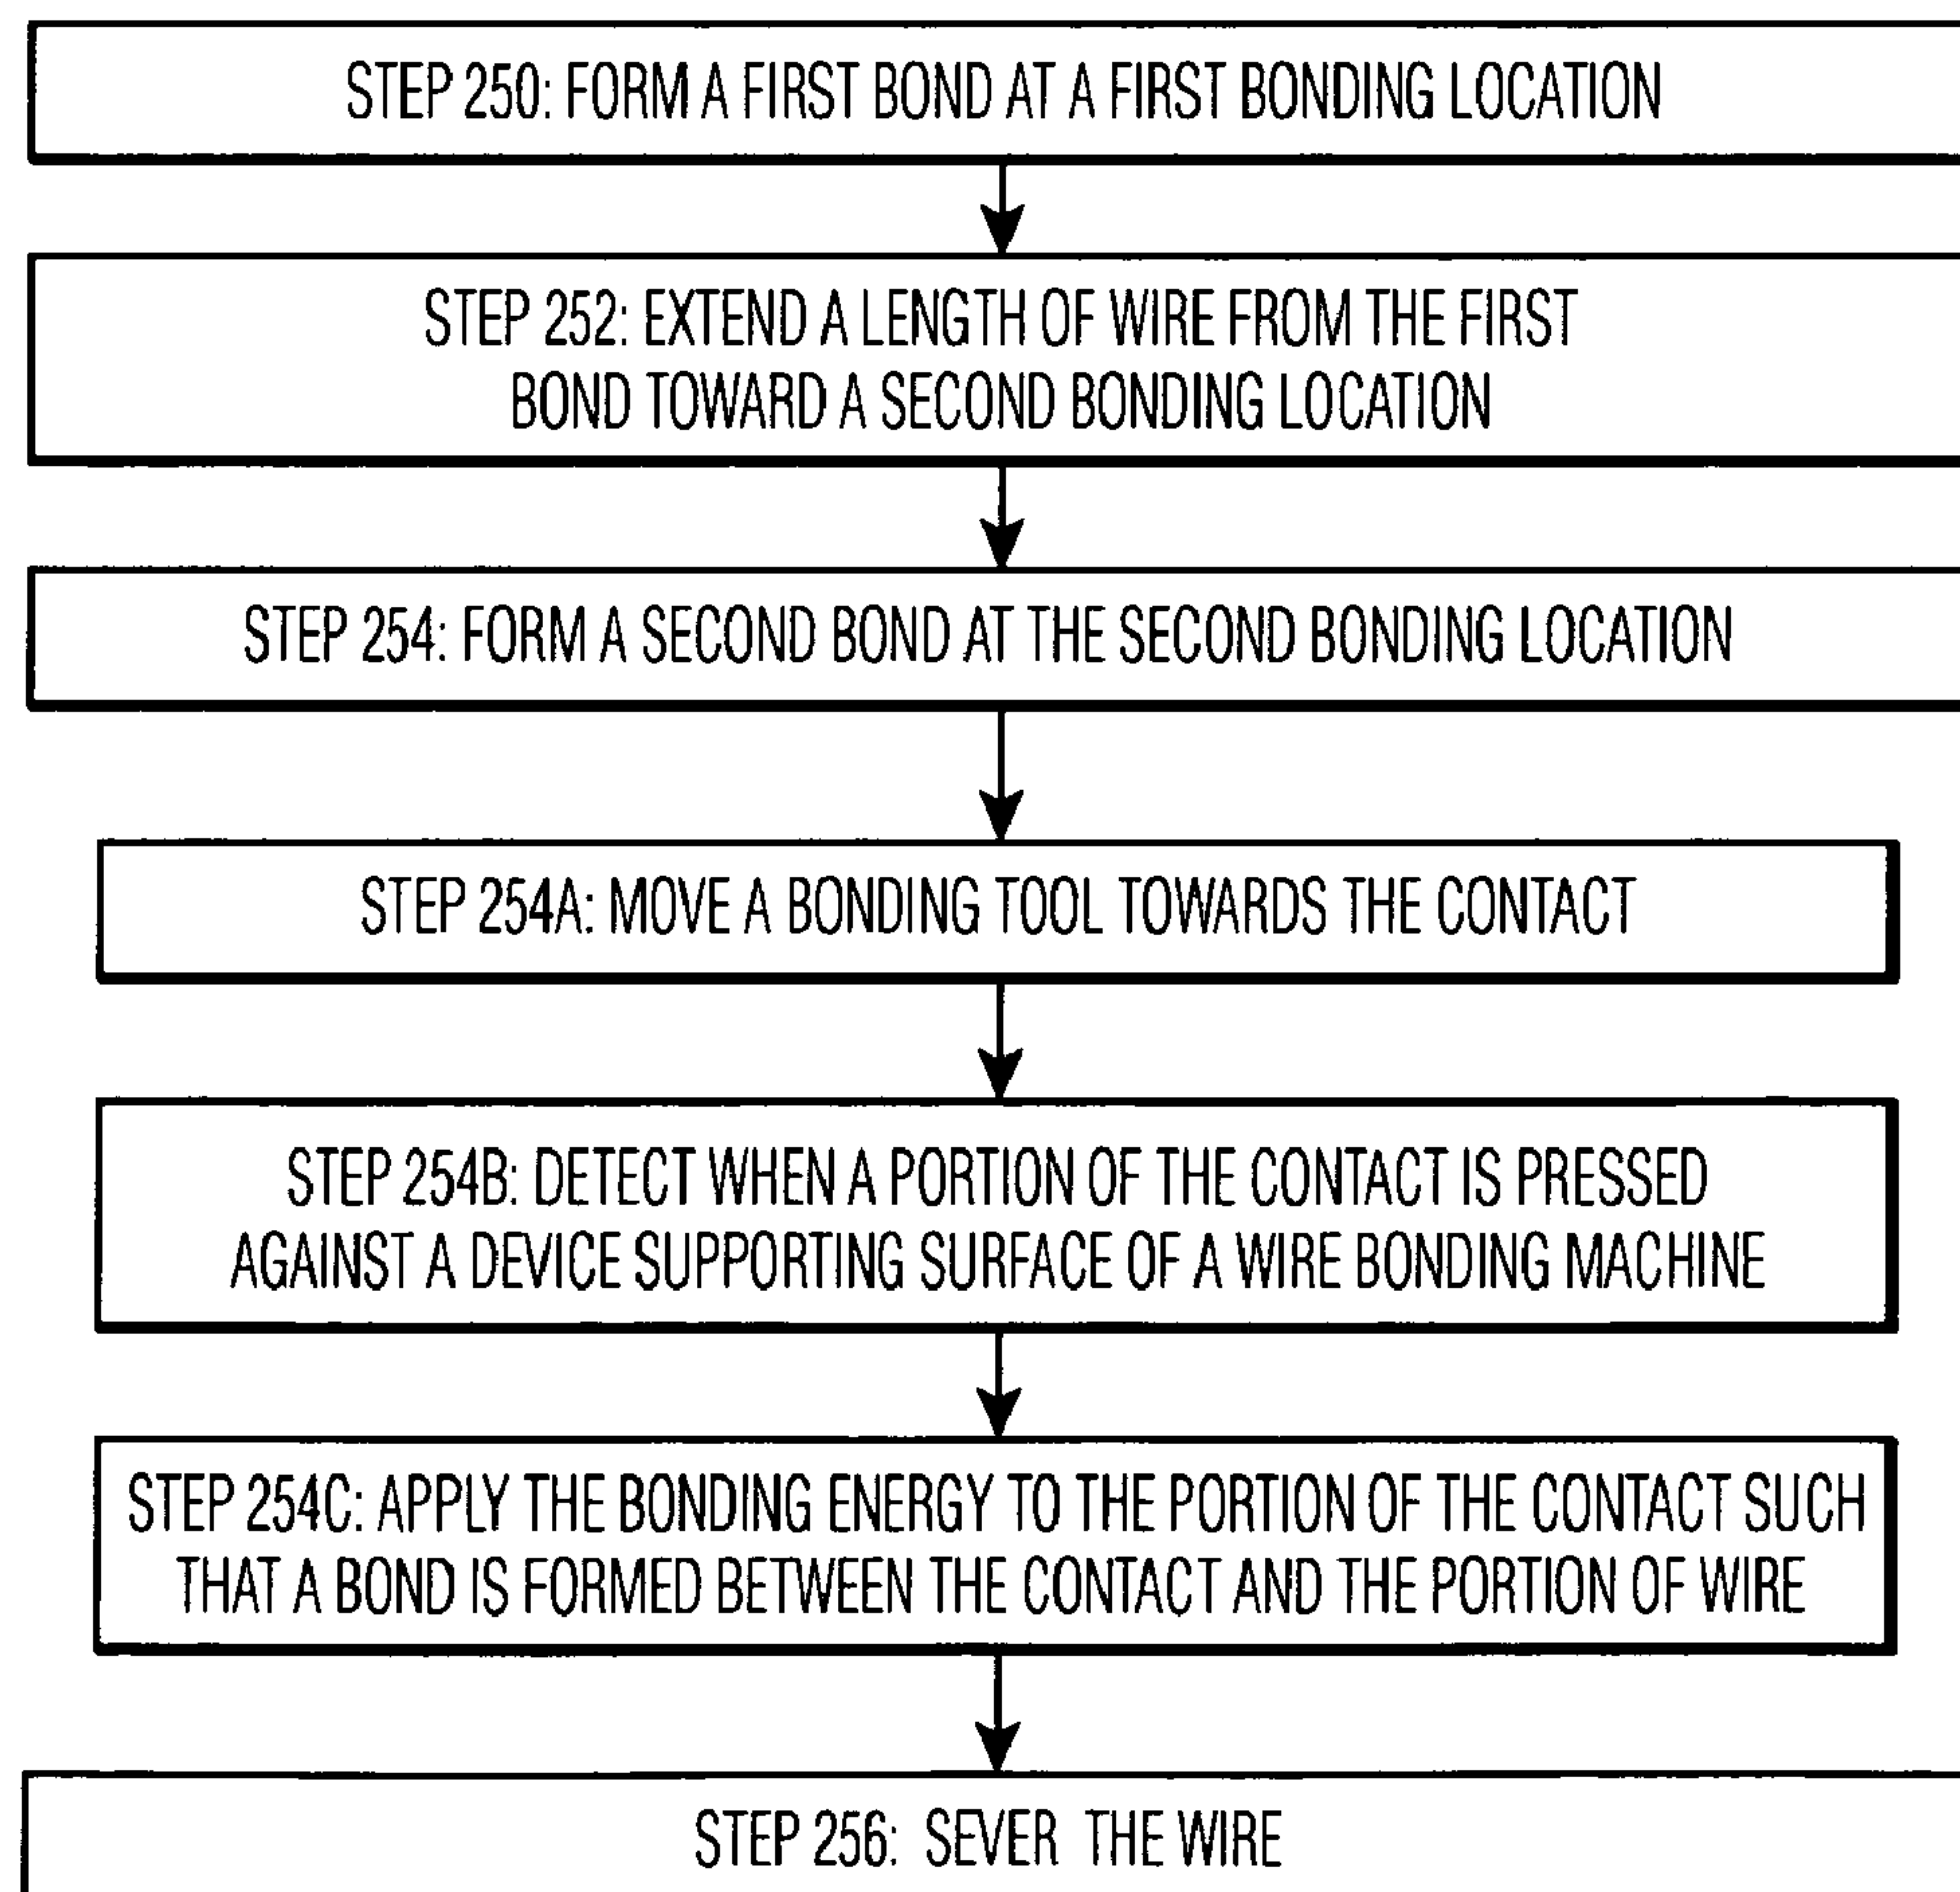 STEP 250: FORM A FIRST BOND AT A FIRST BONDING LOCATION
STEP 252: EXTEND A LENGTH OF WIRE FROM THE FIRST
BOND TOWARD A SECOND BONDING LOCATION
STEP 254: FORM A SECOND BOND AT THE SECOND BONDING LOCATION
STEP 254A: MOVE A BONDING TOOL TOWARDS THE CONTACT
STEP 254B: DETECT WHEN A PORTION OF THE CONTACT IS PRESSED
AGAINST A DEVICE SUPPORTING SURFACE OF A WIRE BONDING MACHINE
STEP 254C: APPLY THE BONDING ENERGY TO THE PORTION OF THE CONTACT SUCH
THAT A BOND IS FORMED BETWEEN THE CONTACT AND THE PORTION OF WIRE
STEP 256: SEVER THE WIRE